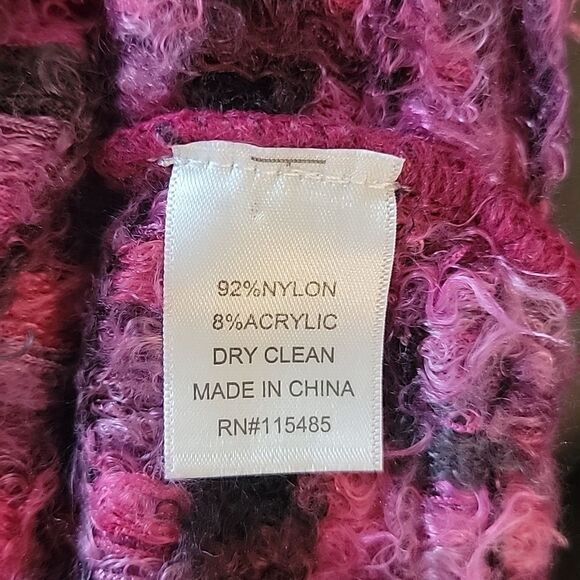 92%NYLON
8%ACRYLIC
DRY CLEAN
MADE IN CHINA
RN#115485